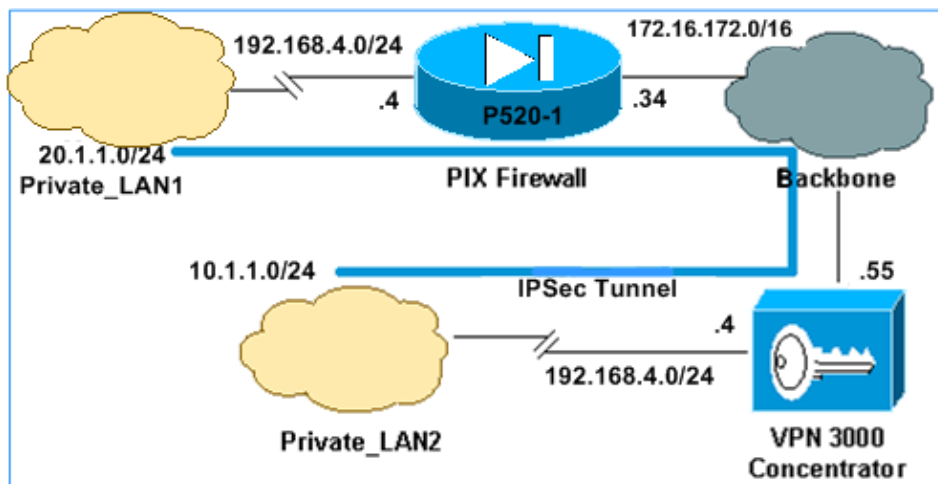 192.168.4.0/24
172.16.172.0/16
.4
.34
P520-1
20.1.1.0/24
Private_LAN1
PIX Firewall
Backbone
10.1.1.0/24
IPSec Tunnel
.55
.4
192.168.4.0/24
Private_LAN2
VPN 3000
Concentrator